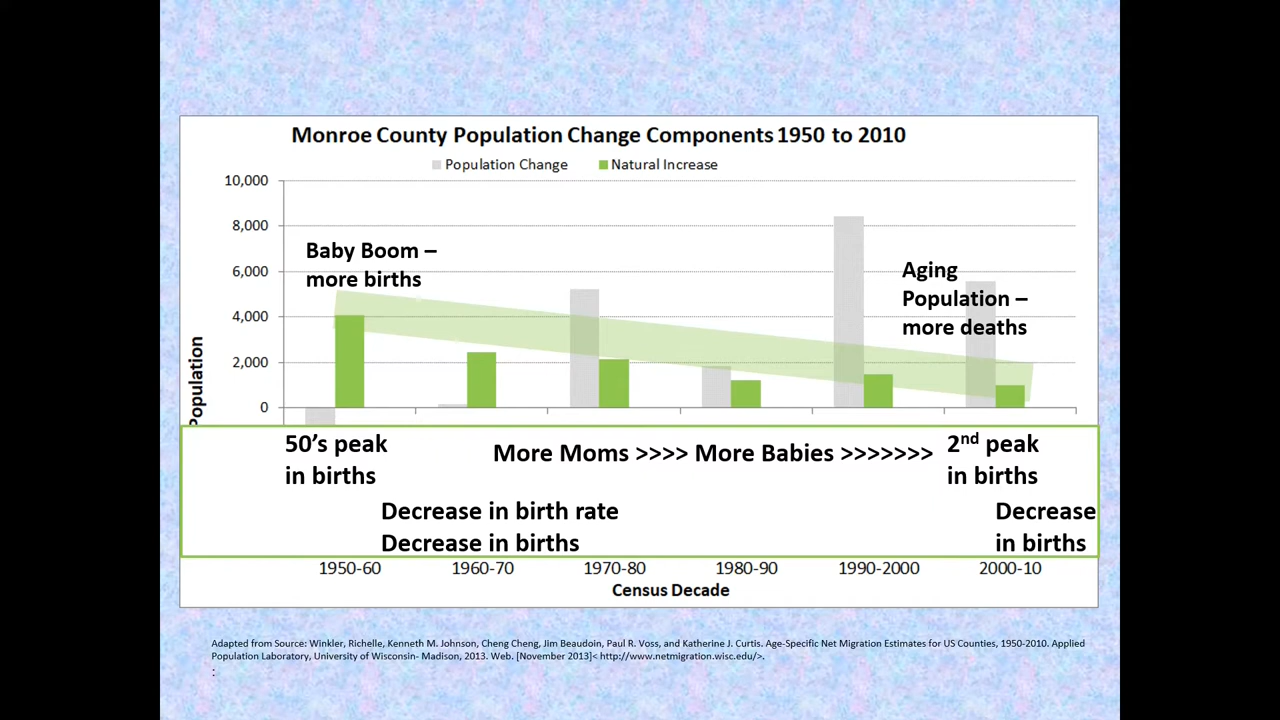 Monroe County Population Change Components 1950 to 2010
Population Change Natural Increase
10,000
8,000
6,000
4,000
2,000
0
Population
Baby Boom –
more births
Aging
Population –
more deaths
50's peak
in births
More Moms >>>> More Babies >>>>>>>
2nd peak
in births
Decrease in birth rate
Decrease in births
Decrease
in births
1950-60 1960-70 1970-80 1980-90 1990-2000 2000-10
Census Decade
Adapted from Source: Winkler, Richelle, Kenneth M. Johnson, Cheng Cheng, Jim Beaudoin, Paul R. Voss, and Katherine J. Curtis. Age-Specific Net Migration Estimates for US Counties, 1950-2010. Applied
Population Laboratory, University of Wisconsin- Madison, 2013. Web. [November 2013]< http://www.netmigration.wisc.edu/>.
: